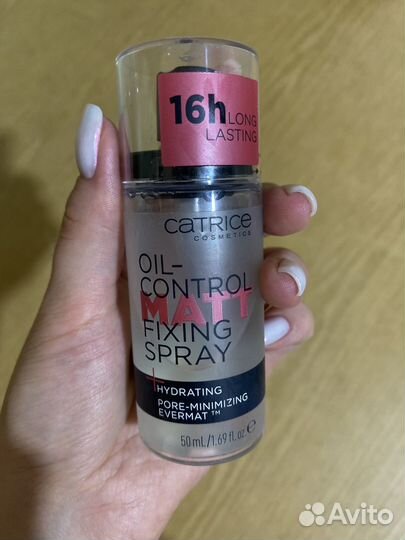 16h LONG
LASTING
CATRICE
COSMETICS
OIL-
CONTROL
MATT
FIXING
SPRAY
+HYDRATING
PORE-MINIMIZING
EVERMAT™
50 mL/1.69 fl.oz.e
Avito